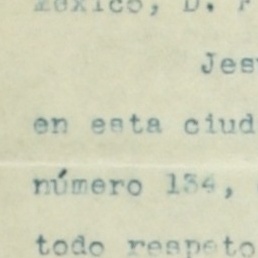 México, D. F
Jes
en esta ciud
número 134,
todo respeto